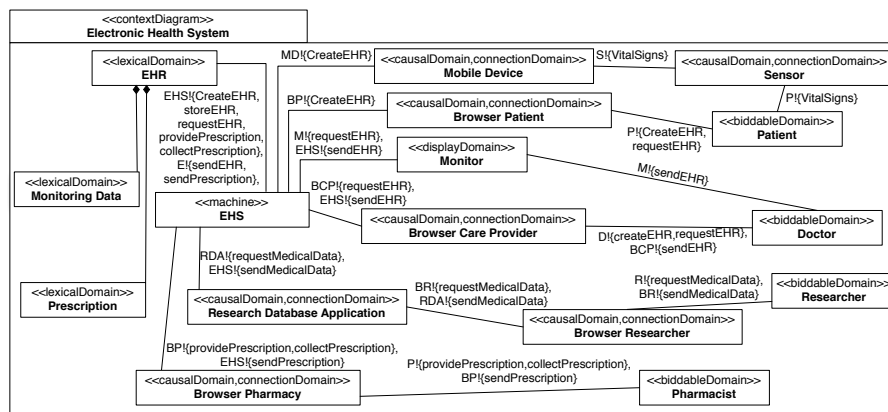 <<contextDiagram>>
Electronic Health System
<<lexicalDomain>>
EHR
MD!{CreateEHR}
<<causalDomain,connectionDomain>>
Mobile Device
S!{VitalSigns}
<<causalDomain,connectionDomain>>
Sensor
EHS!{CreateEHR,
storeEHR,
requestEHR,
providePrescription,
collectPrescription},
E!{sendEHR,
sendPrescription},
BP!{CreateEHR}
<<causalDomain,connectionDomain>>
Browser Patient
P!{VitalSigns}
P!{CreateEHR,
requestEHR}
<<biddableDomain>>
Patient
M!{requestEHR},
EHS!{sendEHR}
<<displayDomain>>
Monitor
M!{sendEHR}
<<lexicalDomain>>
Monitoring Data
<<machine>>
EHS
BCP!{requestEHR},
EHS!{sendEHR}
<<causalDomain,connectionDomain>>
Browser Care Provider
D!{createEHR,requestEHR},
BCP!{sendEHR}
<<biddableDomain>>
Doctor
RDA!{requestMedicalData},
EHS!{sendMedicalData}
<<lexicalDomain>>
Prescription
<<causalDomain,connectionDomain>>
Research Database Application
BR!{requestMedicalData},
RDA!{sendMedicalData}
R!{requestMedicalData},
BR!{sendMedicalData}
<<biddableDomain>>
Researcher
<<causalDomain,connectionDomain>>
Browser Researcher
BP!{providePrescription,collectPrescription},
EHS!{sendPrescription}
<<causalDomain,connectionDomain>>
Browser Pharmacy
P!{providePrescription,collectPrescription},
BP!{sendPrescription}
<<biddableDomain>>
Pharmacist